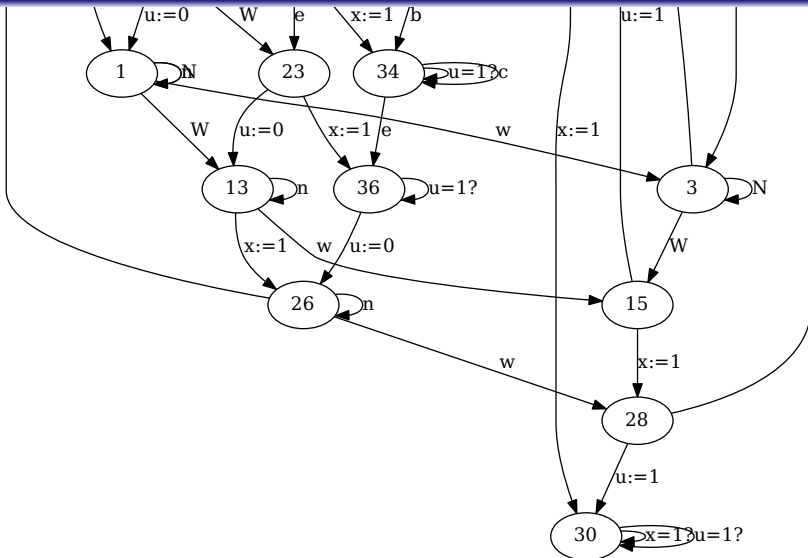 u:=0 W e x:=1 b u:=1
1 N 23 34 u=1? c
W u:=0 x:=1 e w x:=1
13 n 36 u=1? 3 N
x:=1 w u:=0 W
26 n 15
w x:=1
28
u:=1
30 x=1? u=1?